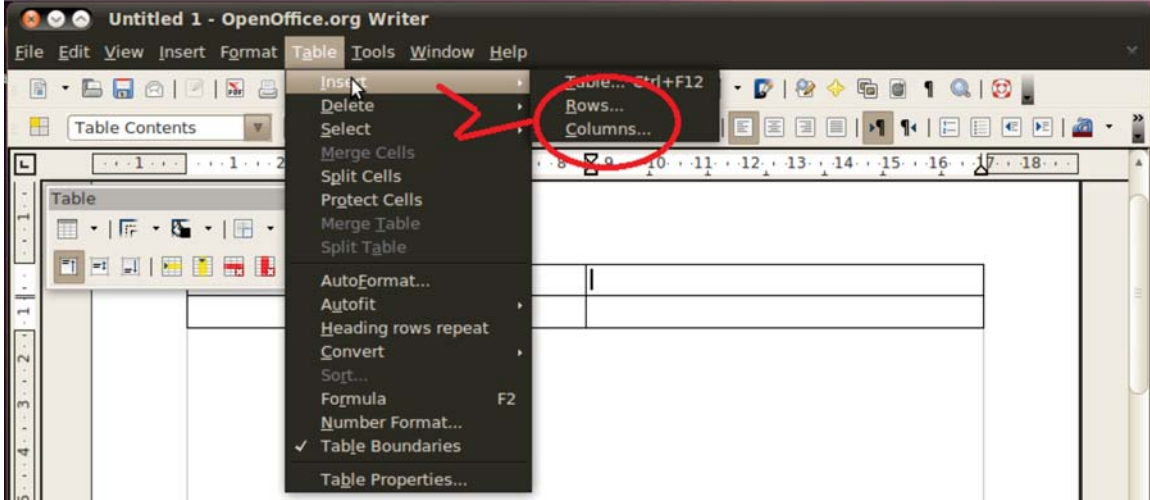 Untitled 1 - OpenOffice.org Writer
File Edit View Insert Format Table Tools Window Help
Insert
Table... Ctrl+F12
Delete
Rows...
Select
Columns...
Table Contents
Merge Cells
Split Cells
Protect Cells
Merge Table
Split Table
AutoFormat...
Autofit
Heading rows repeat
Convert
Sort...
Formula F2
Number Format...
✓ Table Boundaries
Table Properties...
Table
1 1 2 8 9 10 11 12 13 14 15 16 17 18
1
1
2
3
4
5